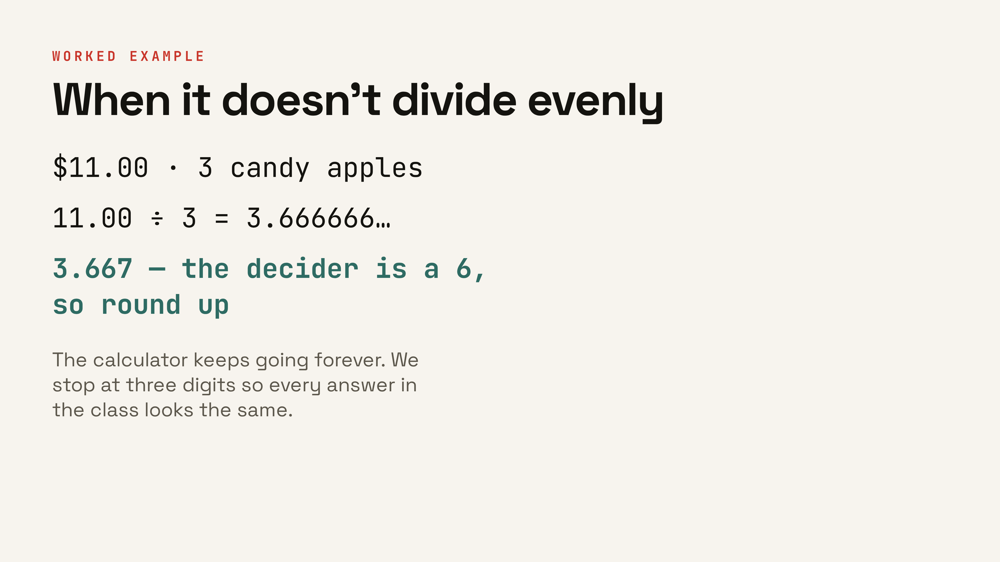 WORKED EXAMPLE
When it doesn’t divide evenly
$11.00 · 3 candy apples
11.00 ÷ 3 = 3.666666…
3.667 — the decider is a 6,
so round up
The calculator keeps going forever. We
stop at three digits so every answer in
the class looks the same.